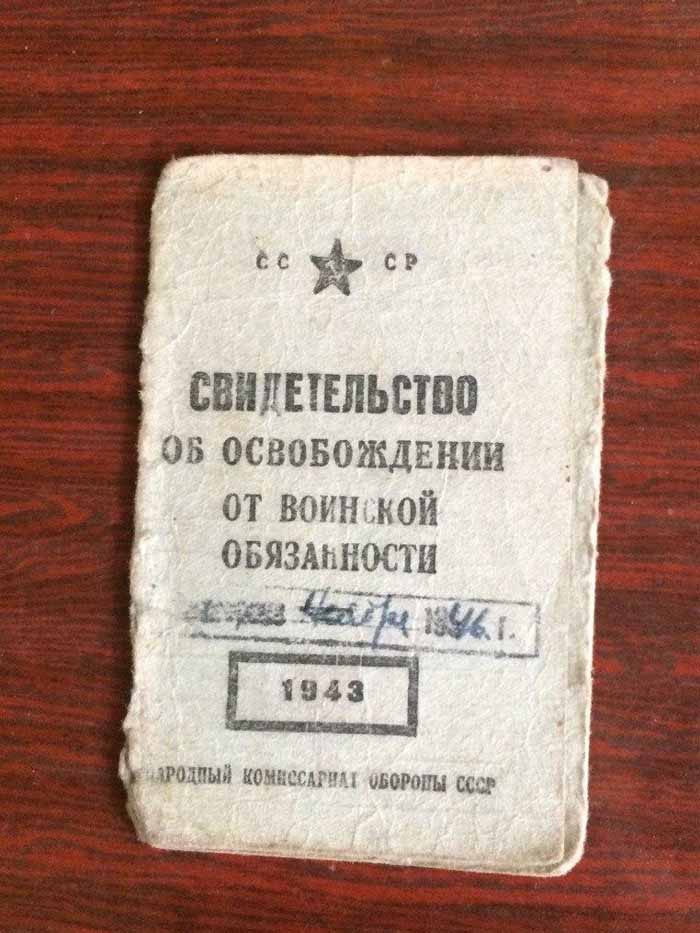 СС СР
СВИДЕТЕЛЬСТВО
ОБ ОСВОБОЖДЕНИИ
ОТ ВОИНСКОЙ
ОБЯЗАННОСТИ
1946 г.
1943
НАРОДНЫЙ КОМИССАРИАТ ОБОРОНЫ СССР